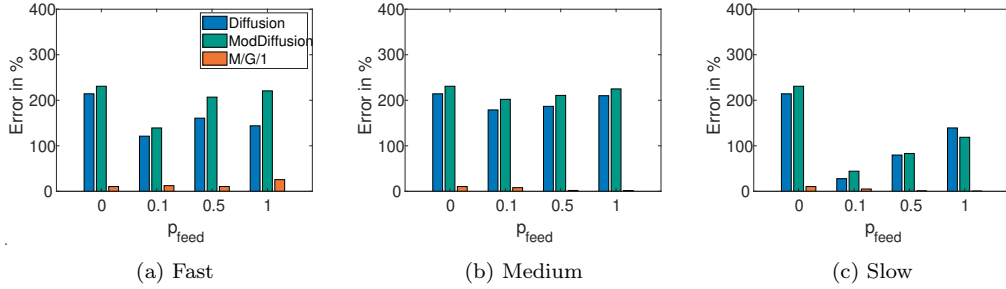 400
300
200
100
0
Error in %
0 0.1 0.5 1
p_feed
Diffusion
ModDiffusion
M/G/1
(a) Fast
400
300
200
100
0
Error in %
0 0.1 0.5 1
p_feed
(b) Medium
400
300
200
100
0
Error in %
0 0.1 0.5 1
p_feed
(c) Slow